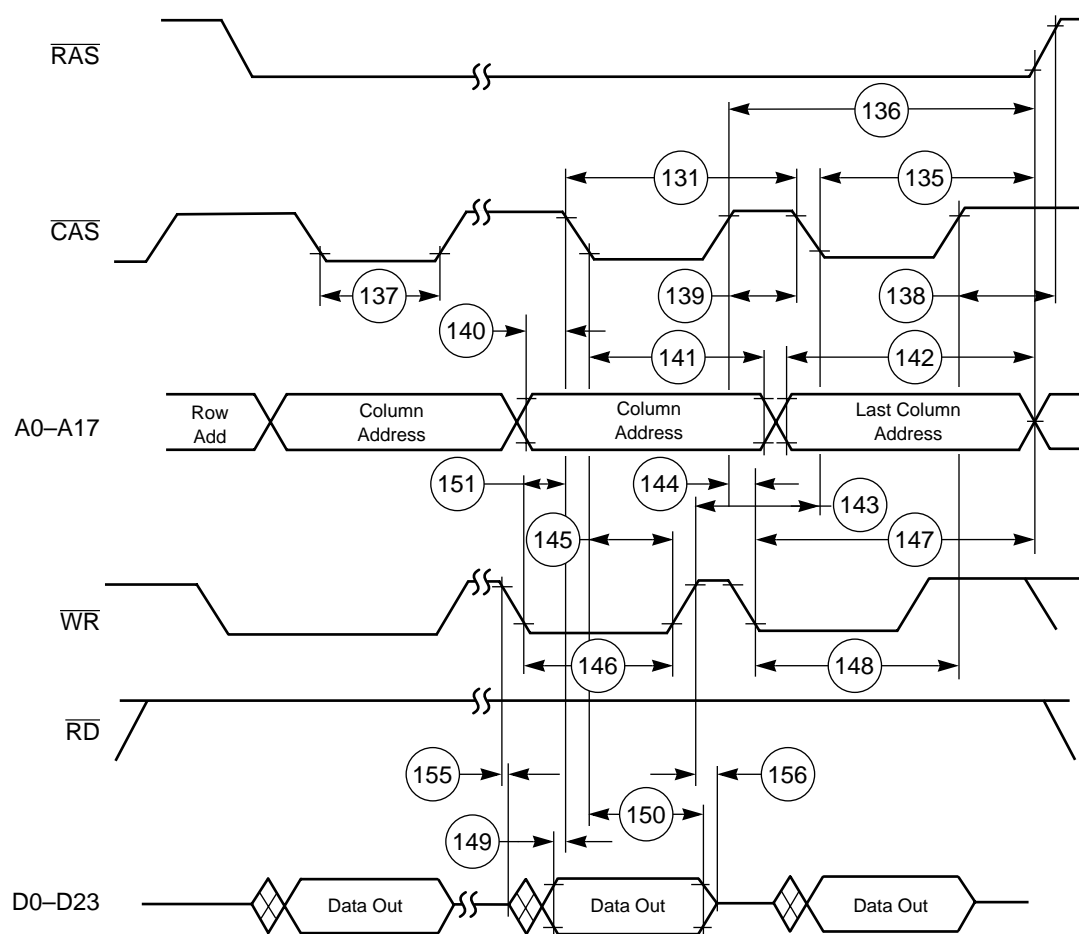 RAS
136
131
135
CAS
137
139
138
140
141
142
A0–A17
Row
Add
Column
Address
Column
Address
Last Column
Address
151
144
143
145
147
WR
146
148
RD
155
156
150
149
D0–D23
Data Out
Data Out
Data Out